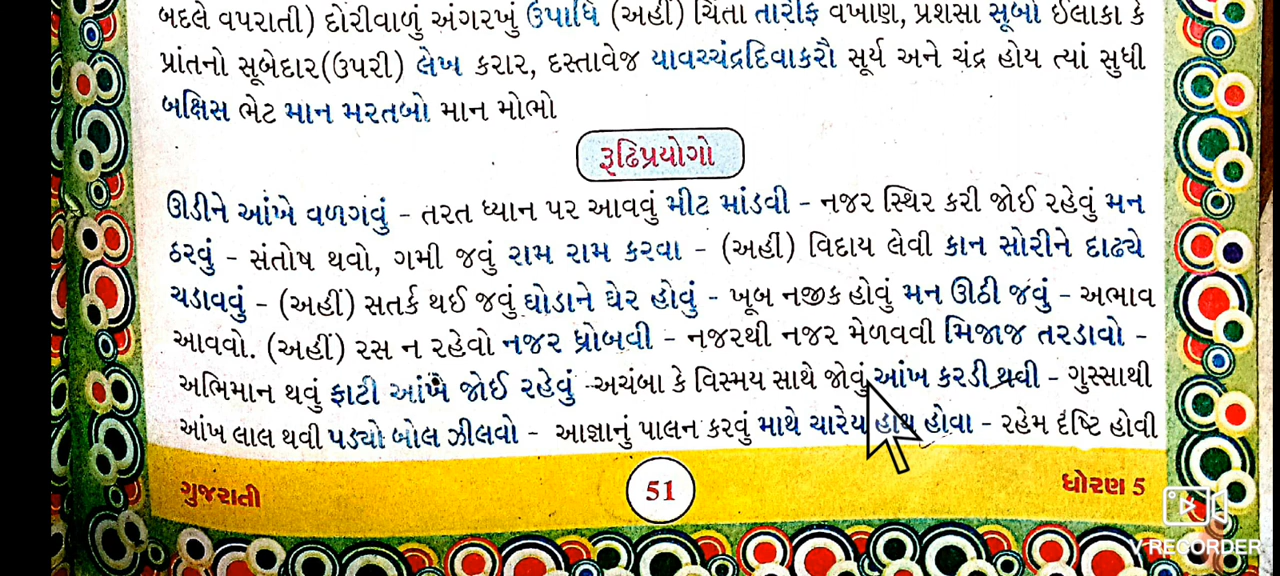 બદલે વપરાતી) દોરીવાળું અંગરખું ઉપાધિ (અહીં) ચિંતા તારીફ વખાણ, પ્રશસા સૂબો ઈલાકા કે
પ્રાંતનો સૂબેદાર(ઉપરી) લેખ કરાર, દસ્તાવેજ યાવચ્ચંદ્રદિવાકરૌ સૂર્ય અને ચંદ્ર હોય ત્યાં સુધી
બક્ષિસ ભેટ માન મરતબો માન મોભો
રૂઢિપ્રયોગો
ઊડીને આંખે વળગવું - તરત ધ્યાન પર આવવું મીટ માંડવી - નજર સ્થિર કરી જોઈ રહેવું મન
ઠરવું - સંતોષ થવો, ગમી જવું રામ રામ કરવા - (અહીં) વિદાય લેવી કાન સોરીને દાઢ્યે
ચડાવવું - (અહીં) સતર્ક થઈ જવું ઘોડાને ઘેર હોવું - ખૂબ નજીક હોવું મન ઊઠી જવું - અભાવ
આવવો. (અહીં) રસ ન રહેવો નજર ધ્રોબવી - નજરથી નજર મેળવવી મિજાજ તરડાવો -
અભિમાન થવું ફાટી આંખે જોઈ રહેવું -અચંબા કે વિસ્મય સાથે જોવું આંખ કરડી થવી - ગુસ્સાથી
આંખ લાલ થવી પડ્યો બોલ ઝીલવો - આજ્ઞાનું પાલન કરવું માથે ચારેય હાથ હોવા - રહેમ દૃષ્ટિ હોવી
ગુજરાતી 51 ધોરણ 5
V RECORDER